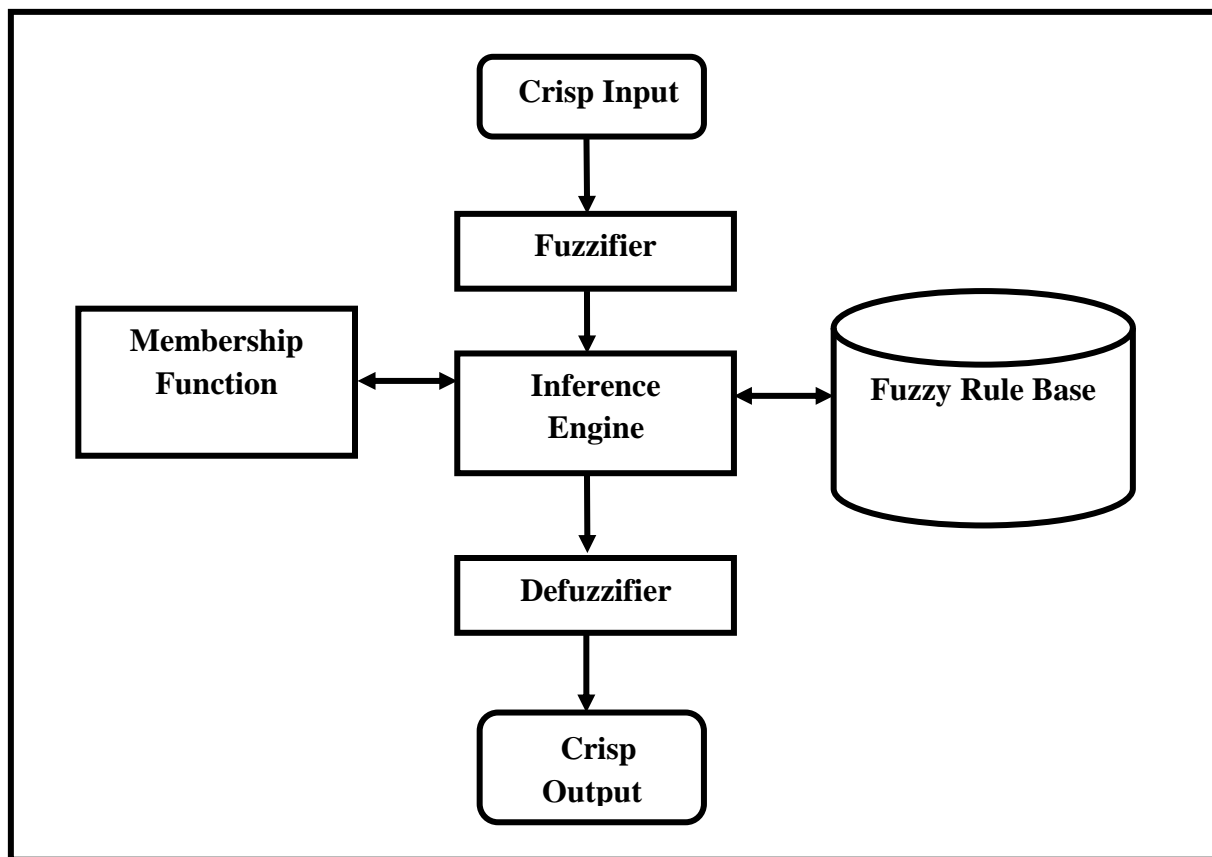 Crisp Input
Fuzzifier
Membership
Function
Inference
Engine
Fuzzy Rule Base
Defuzzifier
Crisp
Output